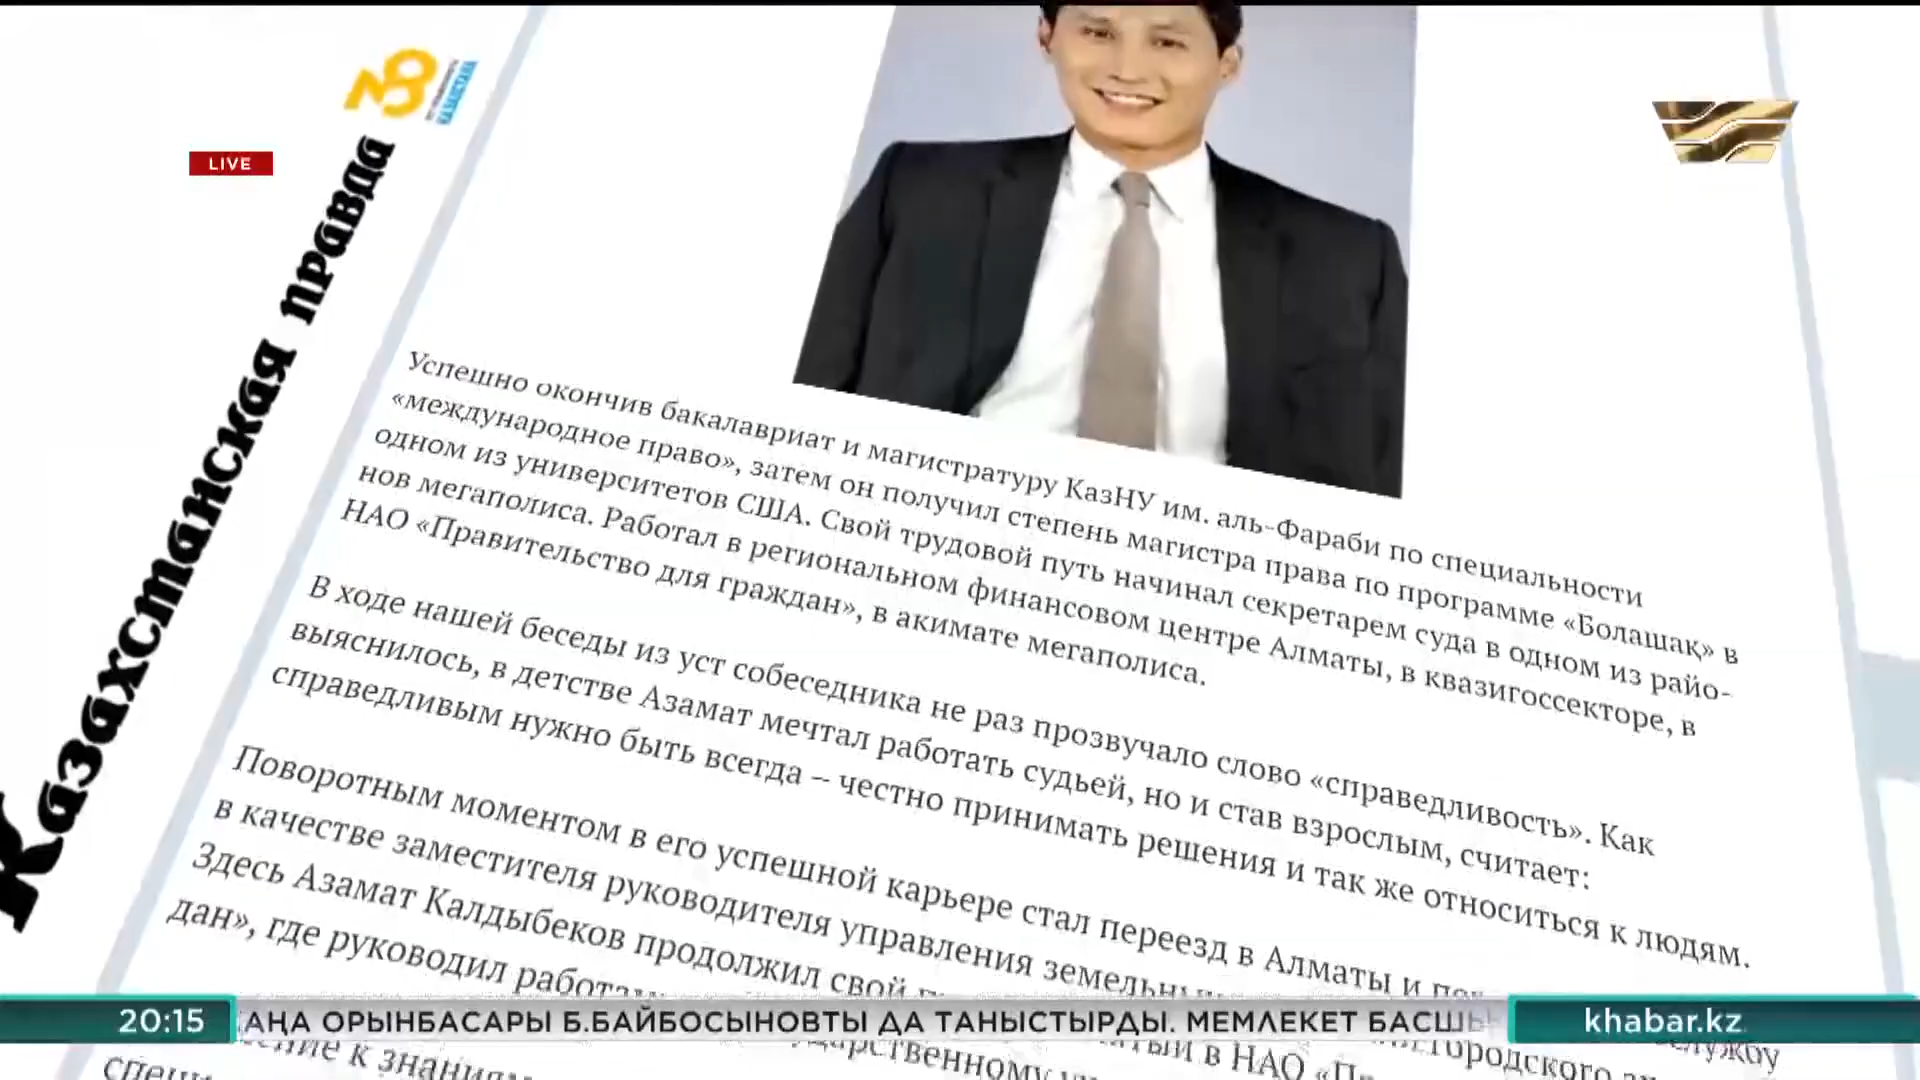 30
КАЗАХСТАНА
LIVE
Казахстанская правда
Успешно окончив бакалавриат и магистратуру КазНУ им. аль-Фараби по специальности
«международное право», затем он получил степень магистра права по программе «Болашақ» в
одном из университетов США. Свой трудовой путь начинал секретарем суда в одном из райо-
нов мегаполиса. Работал в региональном финансовом центре Алматы, в квазигоссекторе, в
НАО «Правительство для граждан», в акимате мегаполиса.
В ходе нашей беседы из уст собеседника не раз прозвучало слово «справедливость». Как
выяснилось, в детстве Азамат мечтал работать судьей, но и став взрослым, считает:
справедливым нужно быть всегда – честно принимать решения и так же относиться к людям.
Поворотным моментом в его успешной карьере стал переезд в Алматы и
в качестве заместителя руководителя управления
Здесь Азамат Калдыбеков продолжил свой
дан», где руководил
службу
к
в НАО
20:15
АҢА ОРЫНБАСАРЫ Б.БАЙБОСЫНОВТЫ ДА ТАНЫСТЫРДЫ. МЕМЛЕКЕТ
khabar.kz